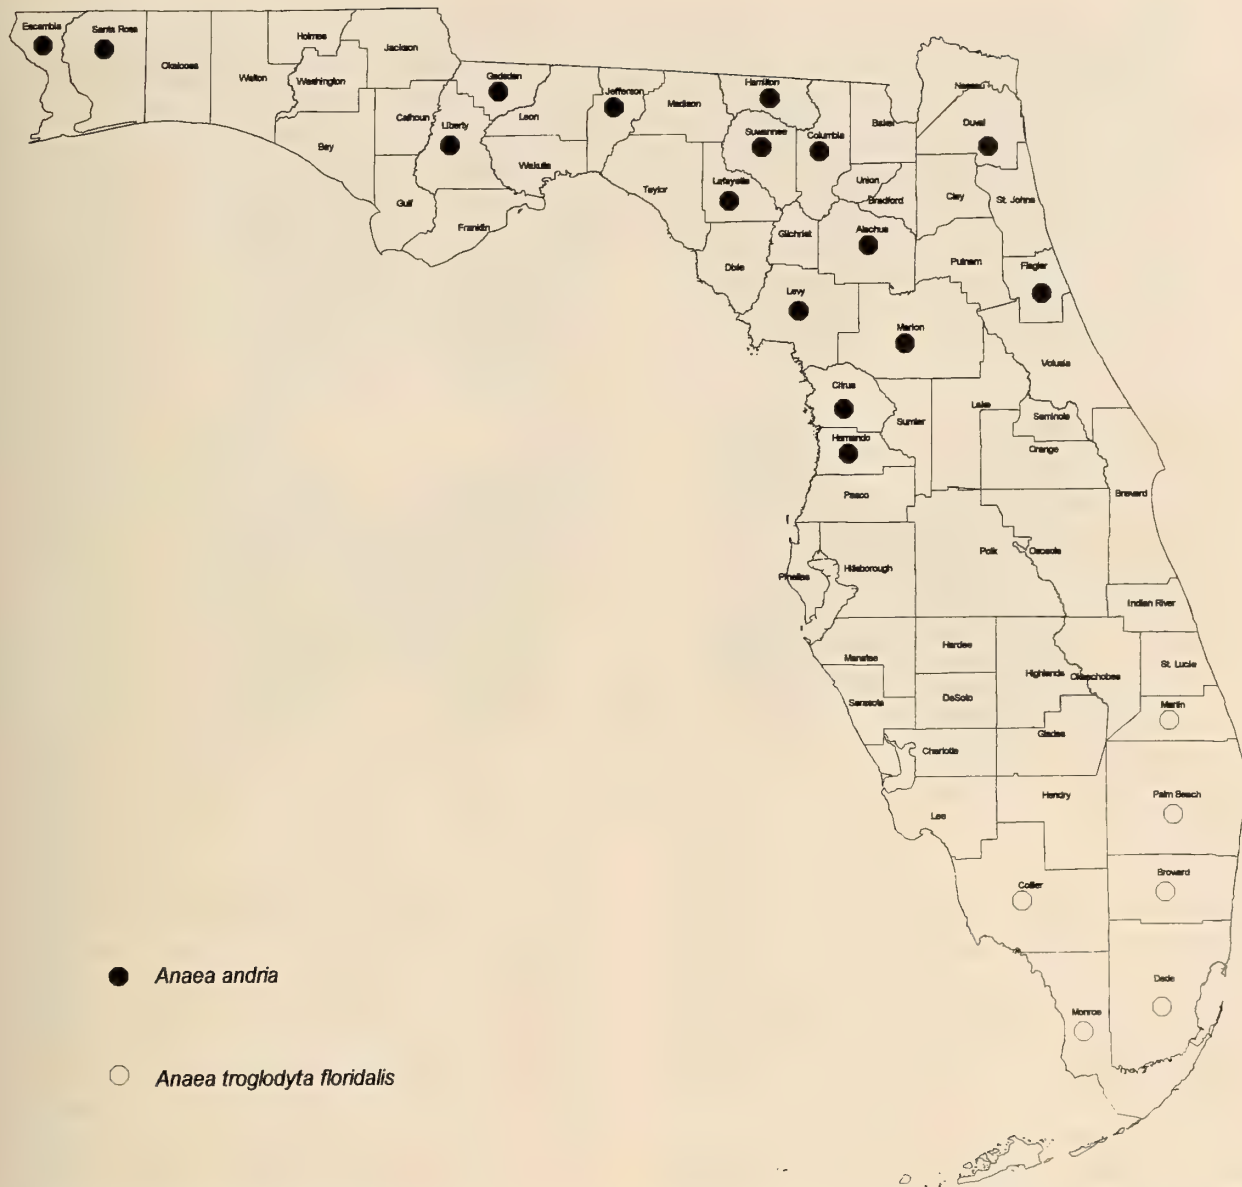 Escambia
Santa Rosa
Okaloosa
Walton
Holmes
Washington
Jackson
Bay
Calhoun
Gulf
Liberty
Gadsden
Franklin
Leon
Wakulla
Jefferson
Madison
Taylor
Hamilton
Suwannee
Lafayette
Dixie
Columbia
Baker
Nassau
Duval
Union
Bradford
Clay
St. Johns
Gilchrist
Alachua
Putnam
Flagler
Levy
Marion
Volusia
Citrus
Sumter
Lake
Seminole
Hernando
Orange
Pasco
Brevard
Pinellas
Hillsborough
Polk
Osceola
Indian River
Manatee
Hardee
Highlands
Okeechobee
St. Lucie
Sarasota
DeSoto
Martin
Charlotte
Glades
Lee
Hendry
Palm Beach
Collier
Broward
Monroe
Dade
Anaea andria
Anaea troglodyta floridalis